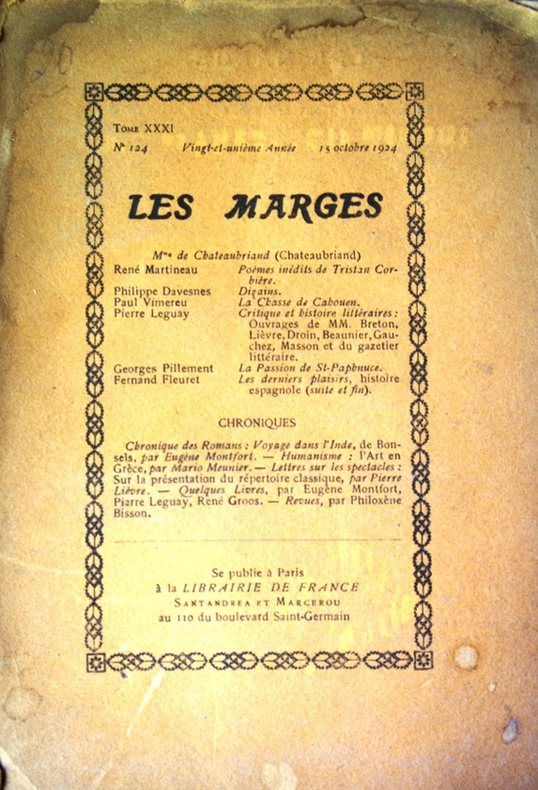 20
TOME XXXI
N° 124 Vingt-et-unième Année 15 octobre 1924
LES MARGES
Mme de Chateaubriand (Chateaubriand)
René Martineau Poèmes inédits de Tristan Cor-
bière.
Philippe Davesnes Dizains.
Paul Vimereu La Chasse de Cabouen.
Pierre Leguay Critique et histoire littéraires :
Ouvrages de MM. Breton,
Lièvre, Droin, Beaunier, Gau-
chez, Masson et du gazetier
littéraire.
Georges Pillement La Passion de St-Paphnuce.
Fernand Fleuret Les derniers plaisirs, histoire
espagnole (suite et fin).
CHRONIQUES
Chronique des Romans : Voyage dans l'Inde, de Bon-
sels, par Eugène Montfort. — Humanisme : l'Art en
Grèce, par Mario Meunier. — Lettres sur les spectacles :
Sur la présentation du répertoire classique, par Pierre
Lièvre. — Quelques Livres, par Eugène Montfort,
Pierre Leguay, René Groos. — Revues, par Philoxène
Bisson.
Se publie à Paris
à la LIBRAIRIE DE FRANCE
SANTANDREA ET MARCEROU
au 110 du boulevard Saint-Germain